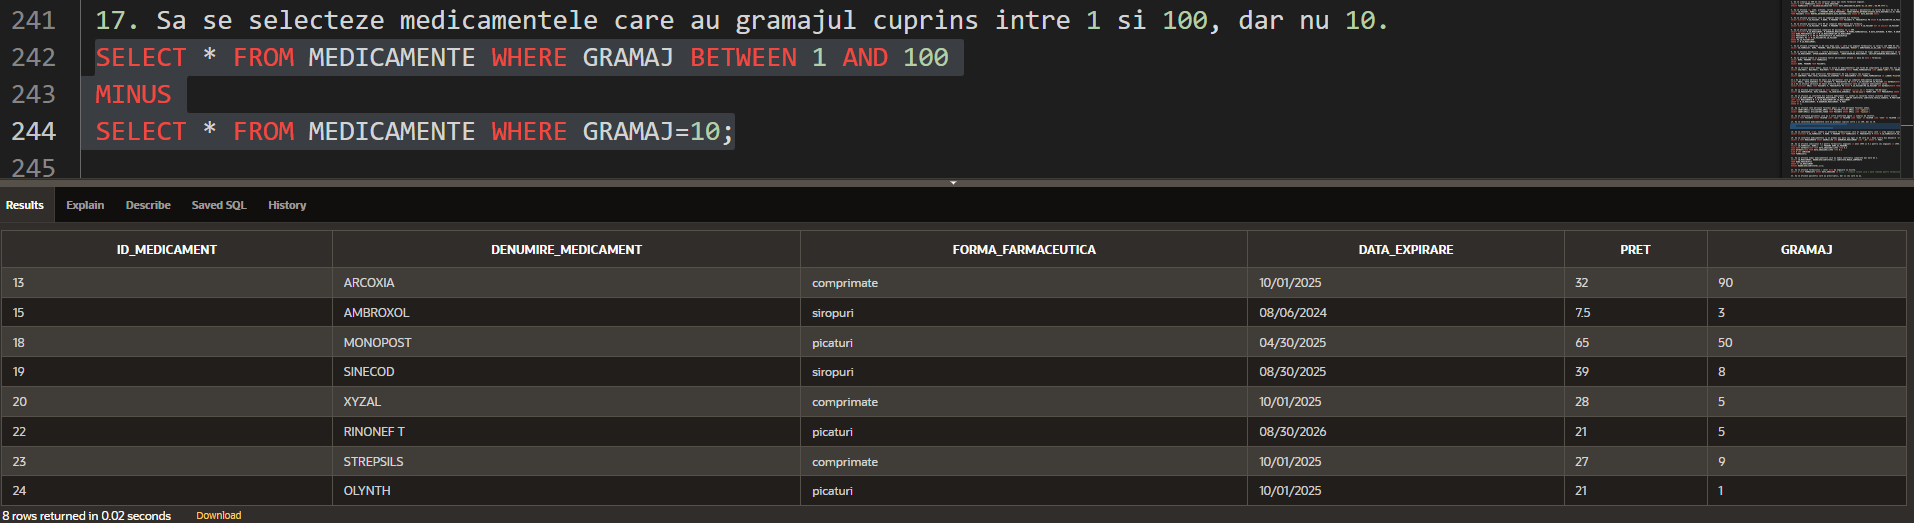 241 17. Sa se selecteze medicamentele care au gramajul cuprins intre 1 si 100, dar nu 10.
242 SELECT * FROM MEDICAMENTE WHERE GRAMAJ BETWEEN 1 AND 100
243 MINUS
244 SELECT * FROM MEDICAMENTE WHERE GRAMAJ=10;
245
Results Explain Describe Saved SQL History
ID_MEDICAMENT DENUMIRE_MEDICAMENT FORMA_FARMACEUTICA DATA_EXPIRARE PRET GRAMAJ
13 ARCOXIA comprimate 10/01/2025 32 90
15 AMBROXOL siropuri 08/06/2024 7.5 3
18 MONOPOST picaturi 04/30/2025 65 50
19 SINECOD siropuri 08/30/2025 39 8
20 XYZAL comprimate 10/01/2025 28 5
22 RINONEF T picaturi 08/30/2026 21 5
23 STREPSILS comprimate 10/01/2025 27 9
24 OLYNTH picaturi 10/01/2025 21 1
8 rows returned in 0.02 seconds Download